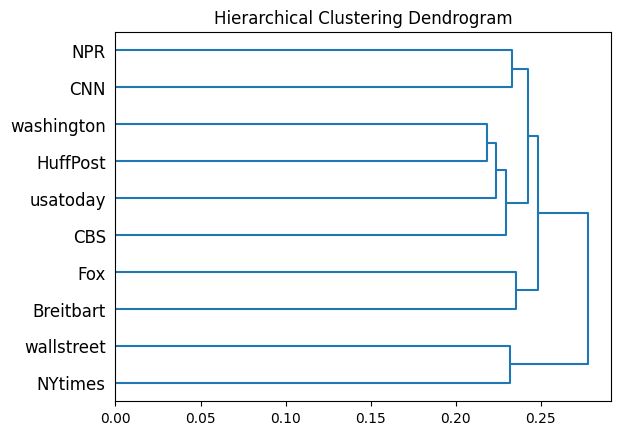 Hierarchical Clustering Dendrogram
NPR
CNN
washington
HuffPost
usatoday
CBS
Fox
Breitbart
wallstreet
NYtimes
0.00 0.05 0.10 0.15 0.20 0.25